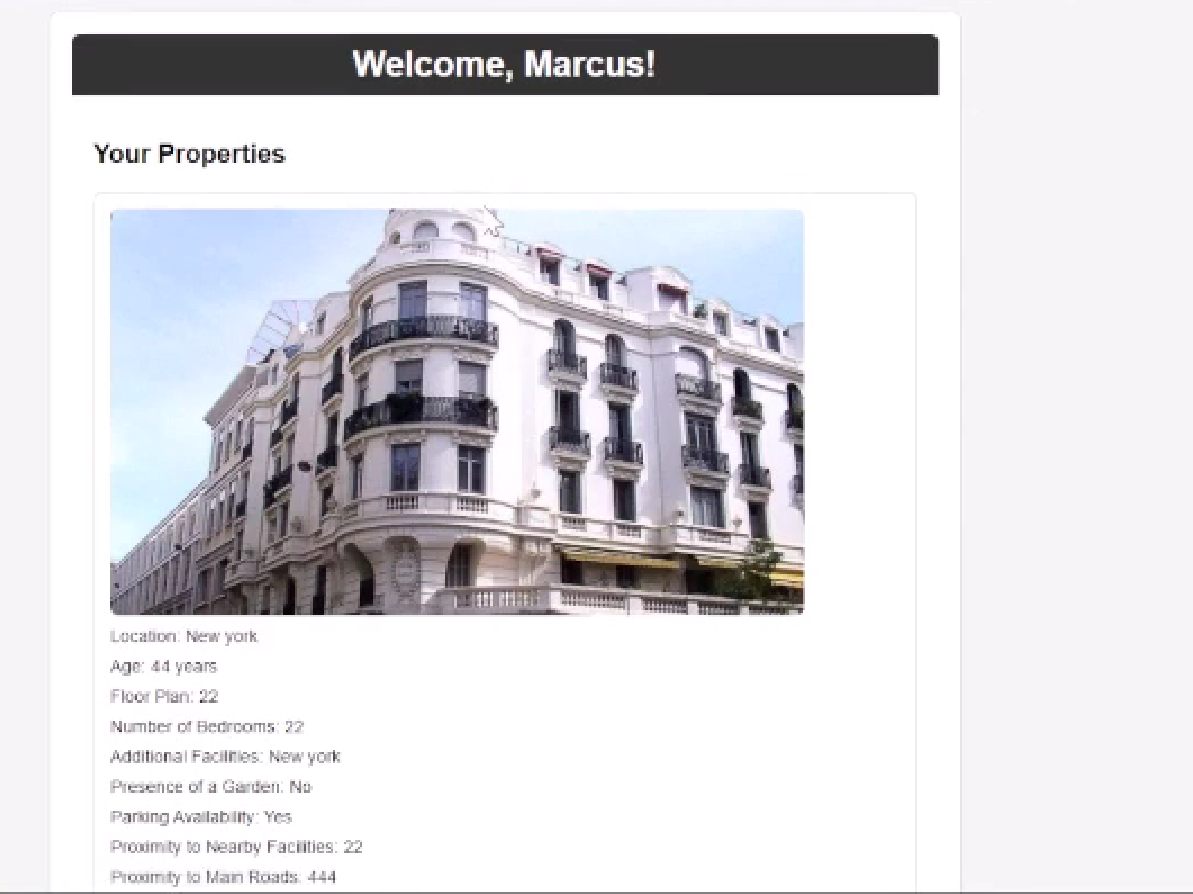 Welcome, Marcus!
Your Properties
Location: New york
Age: 44 years
Floor Plan: 22
Number of Bedrooms: 22
Additional Facilities: New york
Presence of a Garden: No
Parking Availability: Yes
Proximity to Nearby Facilities: 22
Proximity to Main Roads: 444